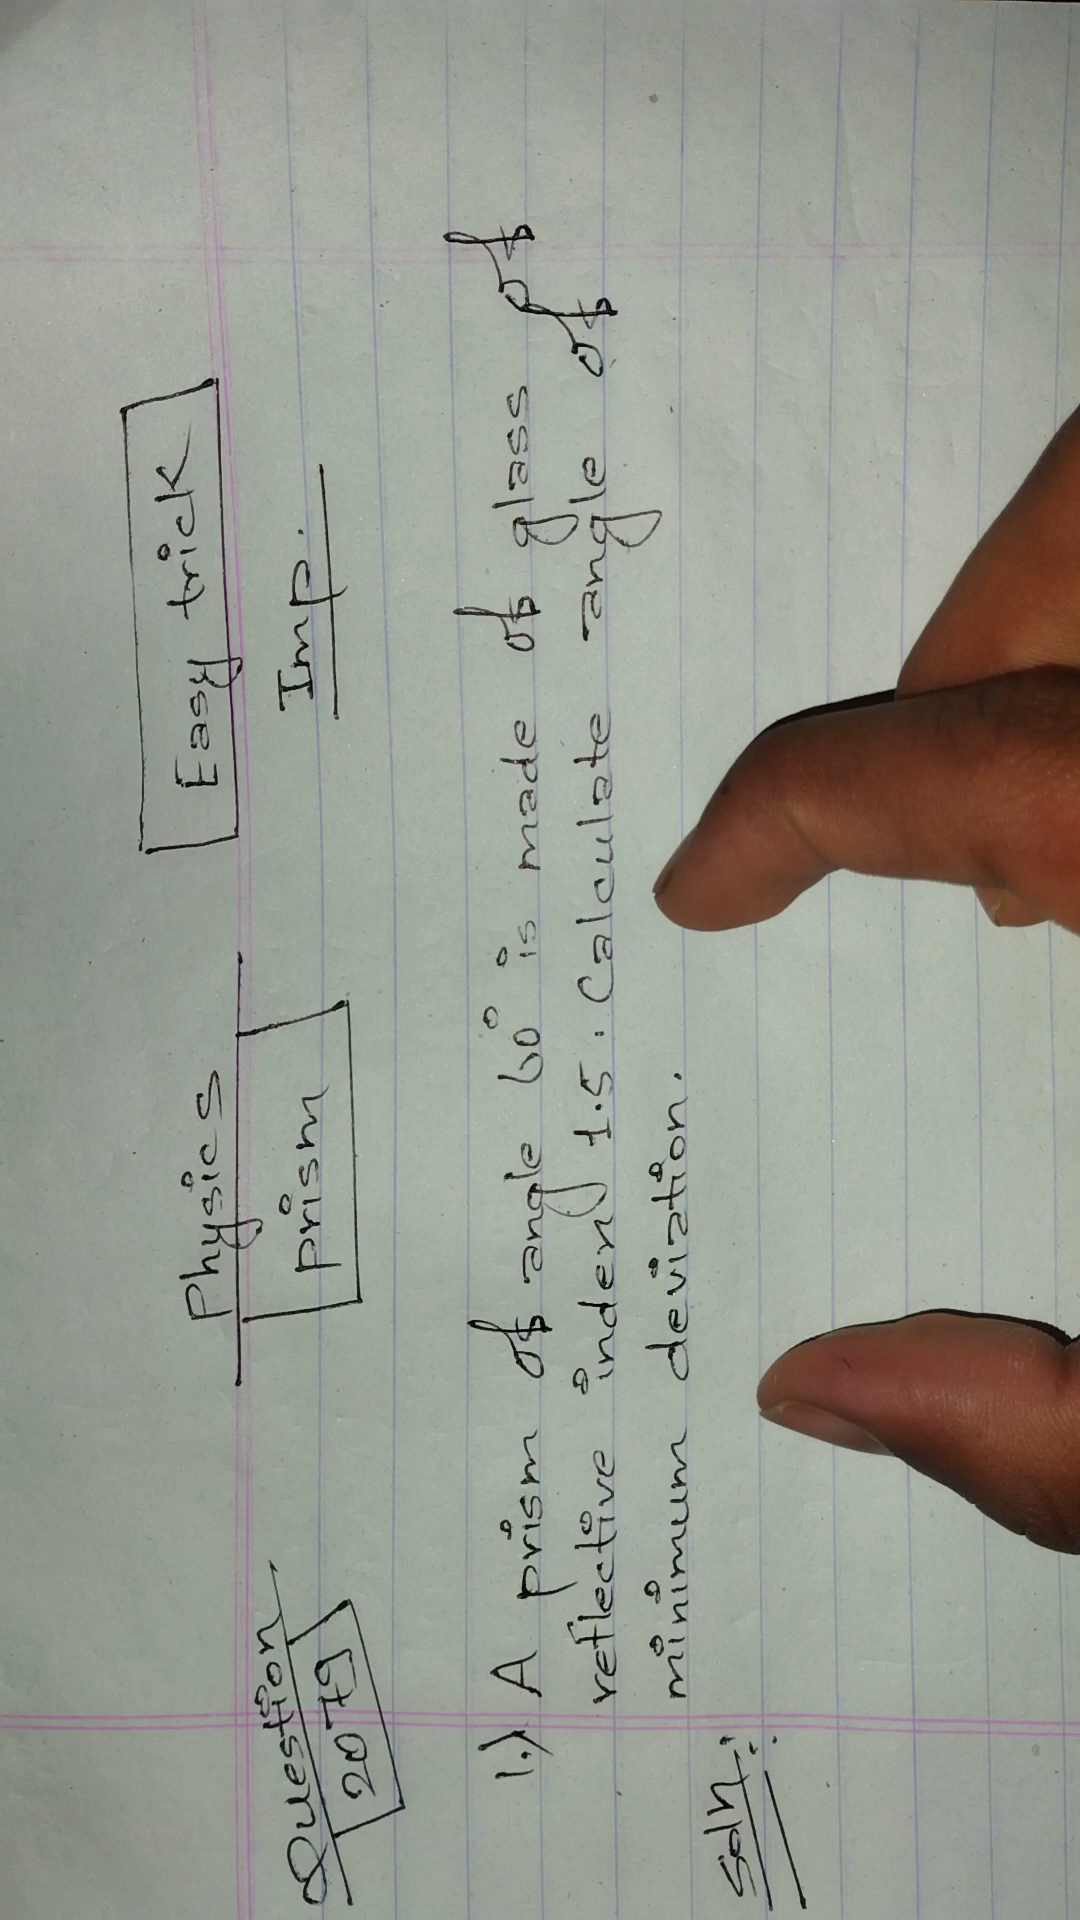 Physics
Easy trick
Question
2079
prism
Imp.
1.) A prism of angle 60° is made of glass of
reflective inden 1.5. Calculate angle of
minimum deviation.
Soln: